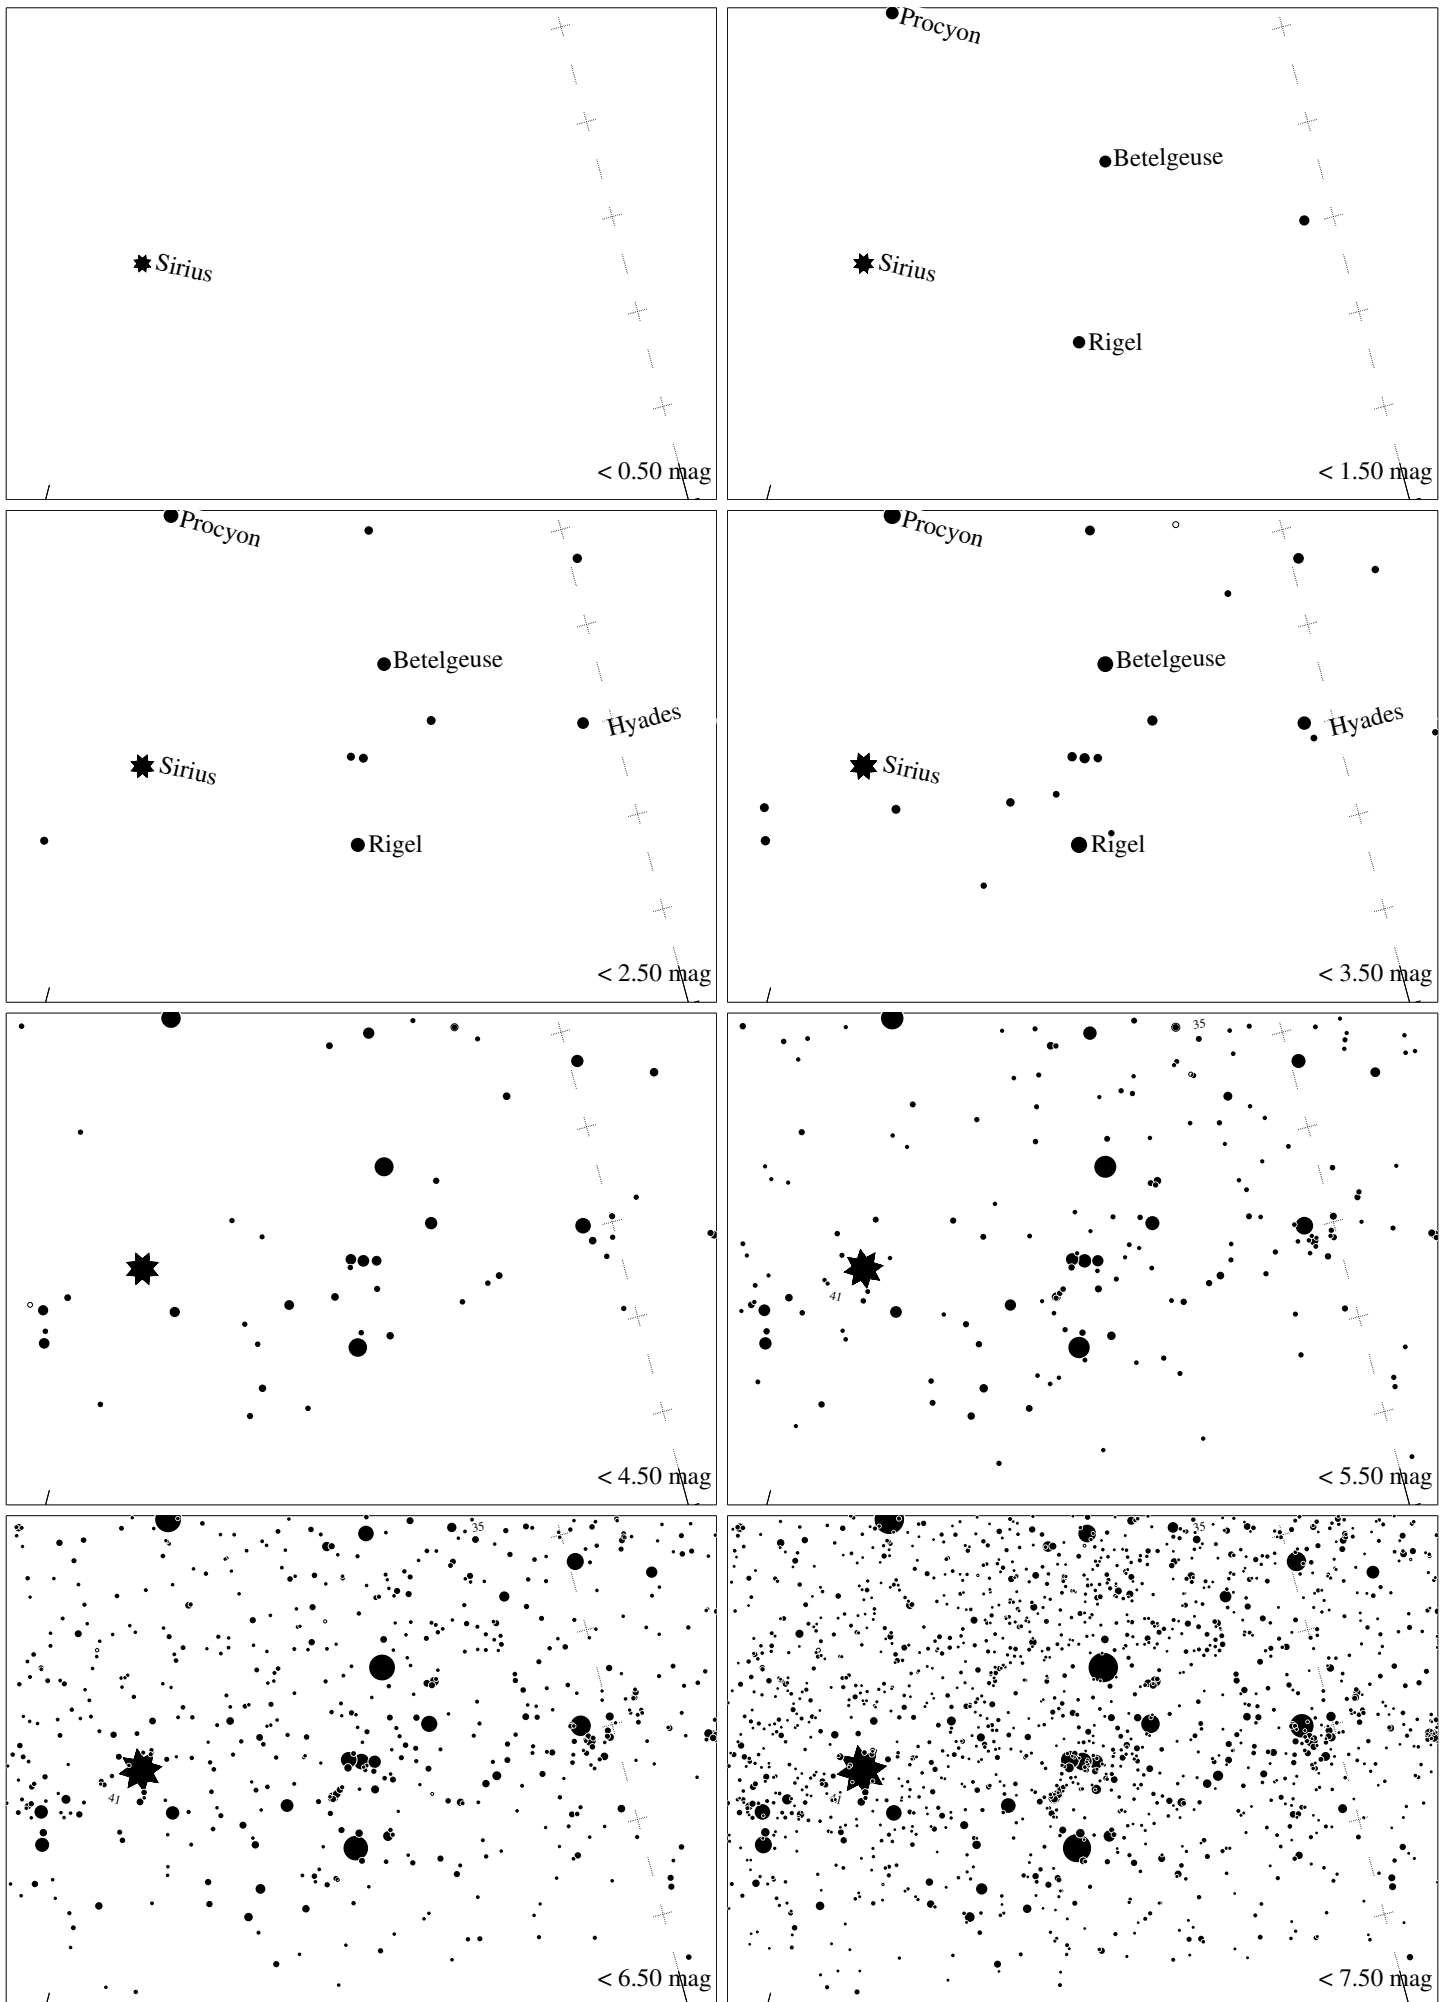 Sirius
< 0.50 mag
Procyon
Betelgeuse
Sirius
Rigel
< 1.50 mag
Procyon
Betelgeuse
Hyades
Sirius
Rigel
< 2.50 mag
Procyon
Betelgeuse
Hyades
Sirius
Rigel
< 3.50 mag
< 4.50 mag
35
41
< 5.50 mag
35
41
< 6.50 mag
35
41
< 7.50 mag